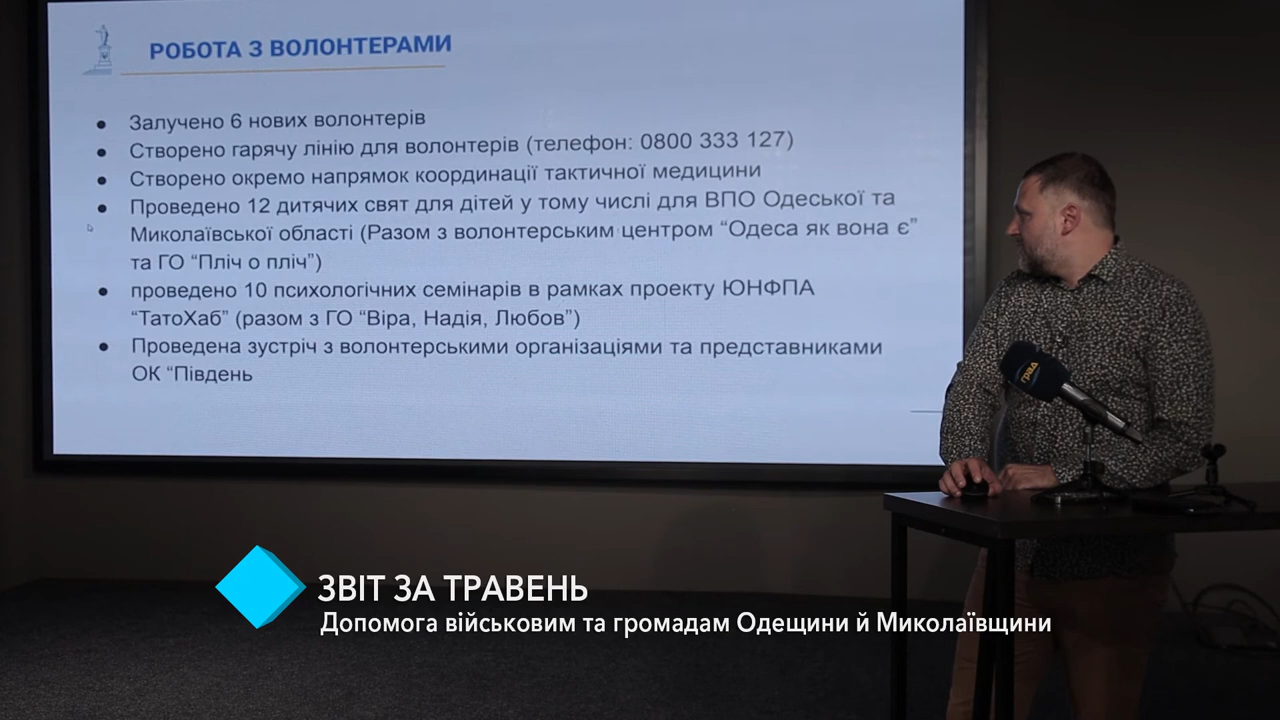 РОБОТА З ВОЛОНТЕРАМИ
● Залучено 6 нових волонтерів
● Створено гарячу лінію для волонтерів (телефон: 0800 333 127)
● Створено окремо напрямок координації тактичної медицини
● Проведено 12 дитячих свят для дітей у тому числі для ВПО Одеської та
Миколаївської області (Разом з волонтерським центром “Одеса як вона є”
та ГО “Пліч о пліч”)
● проведено 10 психологічних семінарів в рамках проекту ЮНФПА
“ТатоХаб” (разом з ГО “Віра, Надія, Любов”)
● Проведена зустріч з волонтерськими організаціями та представниками
ОК “Південь
град
ЗВІТ ЗА ТРАВЕНЬ
Допомога військовим та громадам Одещини й Миколаївщини